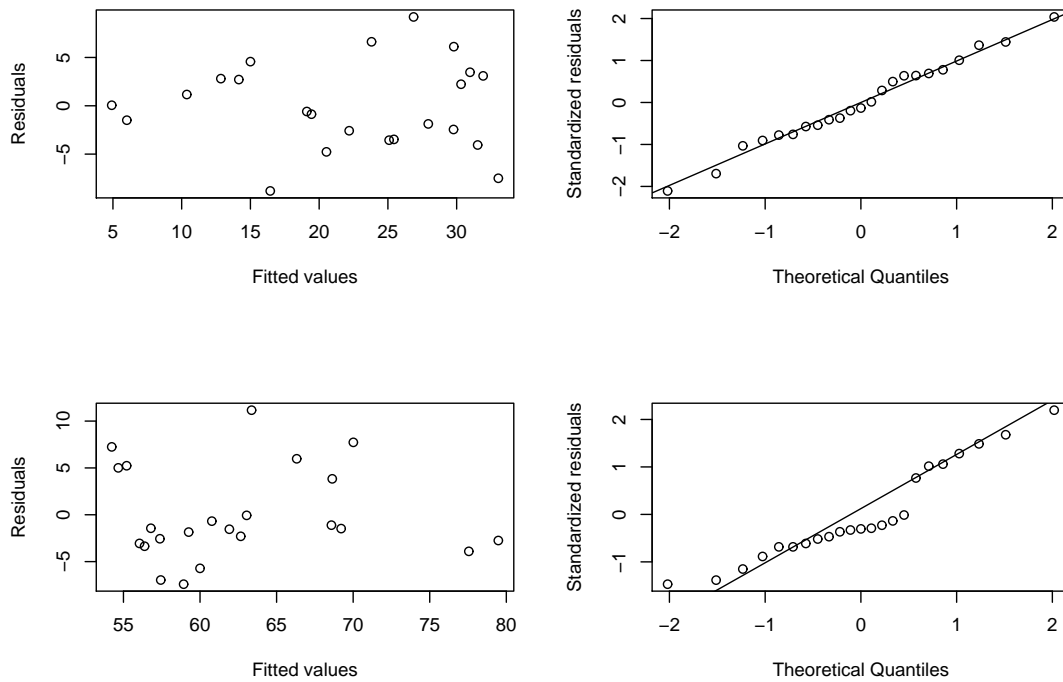 Residuals
5
0
−5
5 10 15 20 25 30
Fitted values
Standardized residuals
2
1
0
−1
−2
−2 −1 0 1 2
Theoretical Quantiles
Residuals
10
5
0
−5
55 60 65 70 75 80
Fitted values
Standardized residuals
2
1
0
−1
−2 −1 0 1 2
Theoretical Quantiles